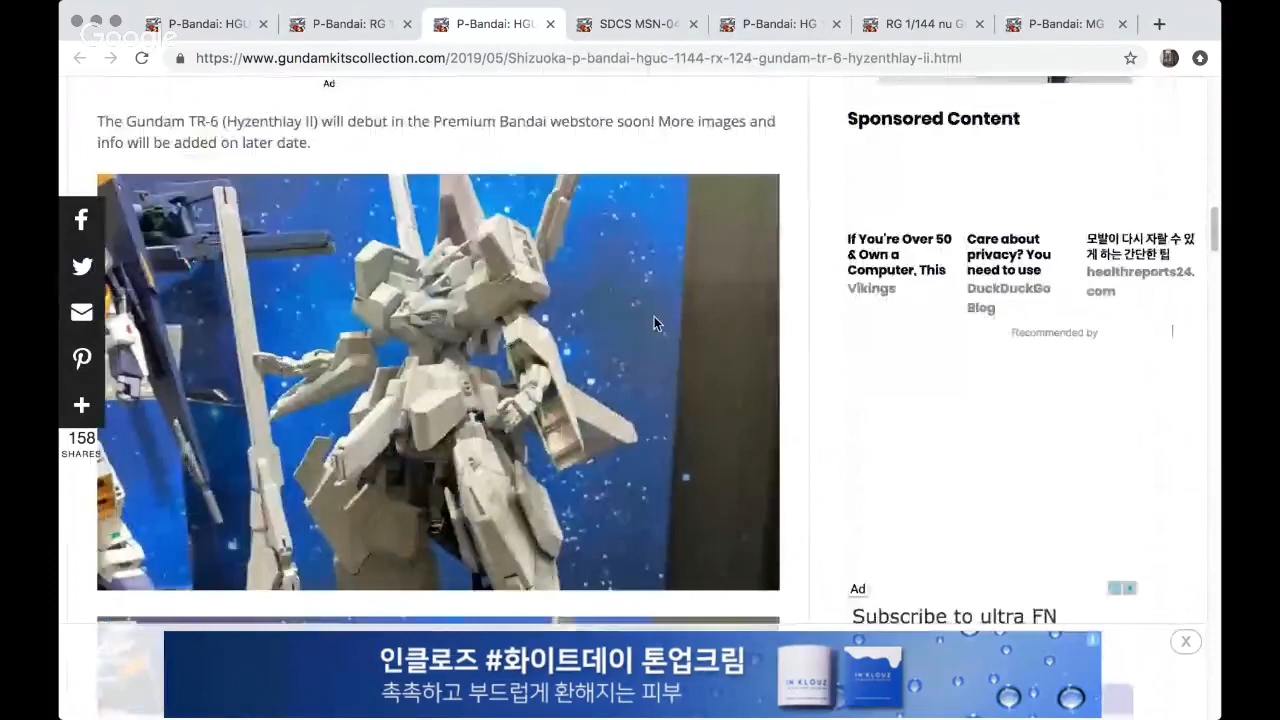 Google
P-Bandai: HGU
P-Bandai: RG 1
P-Bandai: HGU
SDCS MSN-04
P-Bandai: HG
RG 1/144 nu G
P-Bandai: MG
https://www.gundamkitscollection.com/2019/05/Shizuoka-p-bandai-hguc-1144-rx-124-gundam-tr-6-hyzenthlay-ii.html
Ad
The Gundam TR-6 (Hyzenthlay II) will debut in the Premium Bandai webstore soon! More images and
info will be added on later date.
158
SHARES
Sponsored Content
If You're Over 50
& Own a
Computer, This
Vikings
Care about
privacy? You
need to use
DuckDuckGo
Blog
모발이 다시 자랄 수 있
게 하는 간단한 팁
healthreports24.
com
Recommended by
Ad
Subscribe to ultra FN
인클로즈 #화이트데이 톤업크림
촉촉하고 부드럽게 환해지는 피부
IN KLOUZ
IN KLOUZ
X